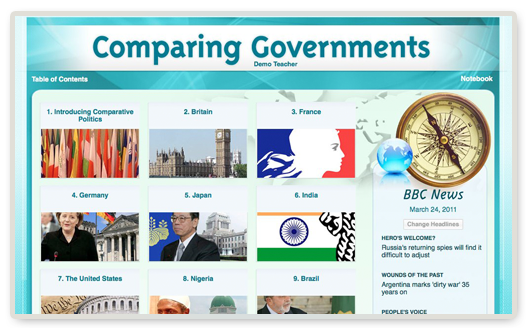 Comparing Governments
Demo Teacher
Table of Contents
Notebook
1. Introducing Comparative
Politics
2. Britain
3. France
4. Germany
5. Japan
6. India
7. The United States
We the
8. Nigeria
9. Brazil
BBC News
March 24, 2011
Change Headlines
HERO'S WELCOME?
Russia's returning spies will find it
difficult to adjust
WOUNDS OF THE PAST
Argentina marks 'dirty war' 35
years on
PEOPLE'S VOICE